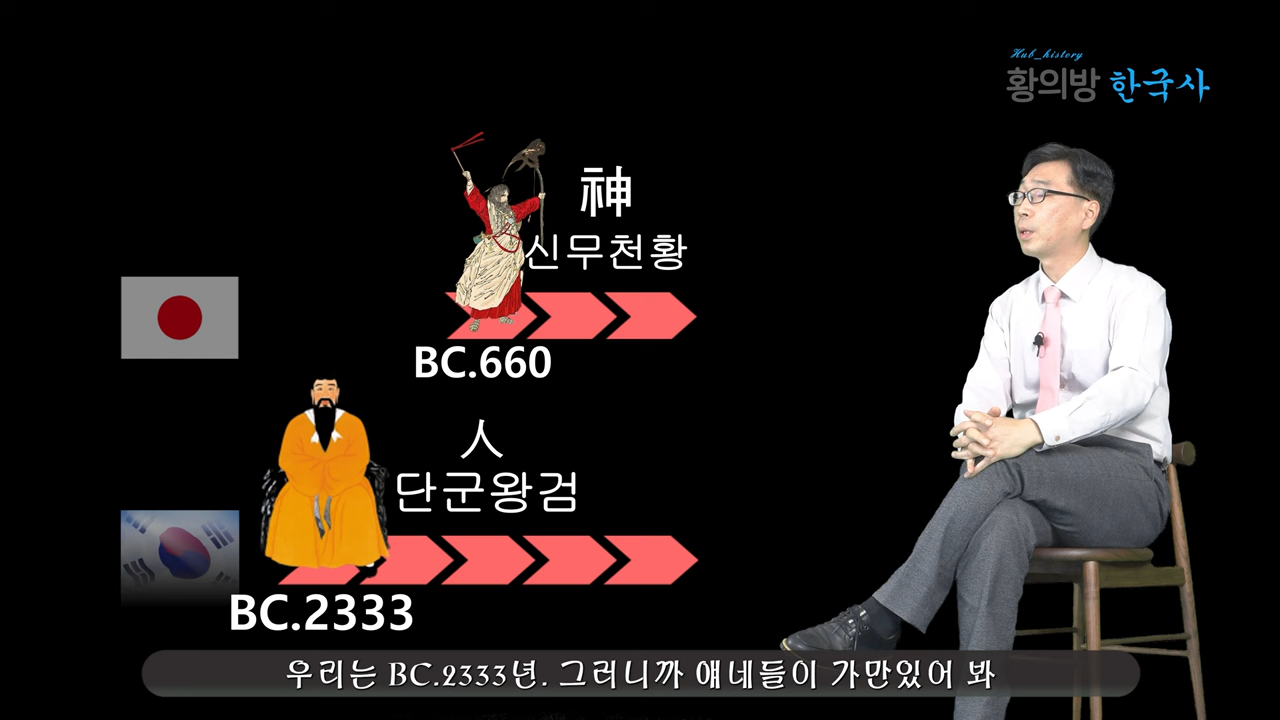 Hub_history
황의방 한국사
神
신무천황
BC.660
人
단군왕검
BC.2333
우리는 BC.2333년. 그러니까 얘네들이 가만있어 봐